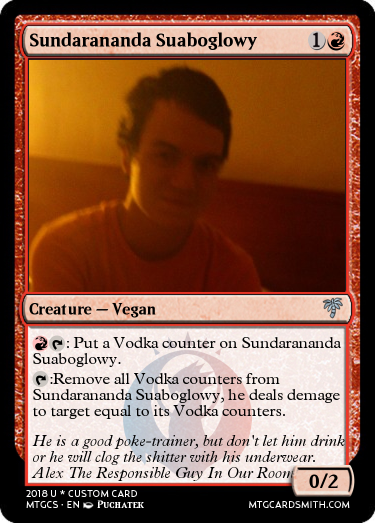 Sundarananda Suaboglowy 1
Creature — Vegan
: Put a Vodka counter on Sundarananda
Suaboglowy.
:Remove all Vodka counters from
Sundarananda Suaboglowy, he deals damage
to target equal to its Vodka counters.
He is a good poke-trainer, but don't let him drink
or he will clog the shitter with his underwear.
Alex The Responsible Guy In Our Room
0/2
2018 U * CUSTOM CARD
MTGCS • EN PUCHATEK
MTGCARDSMITH.COM